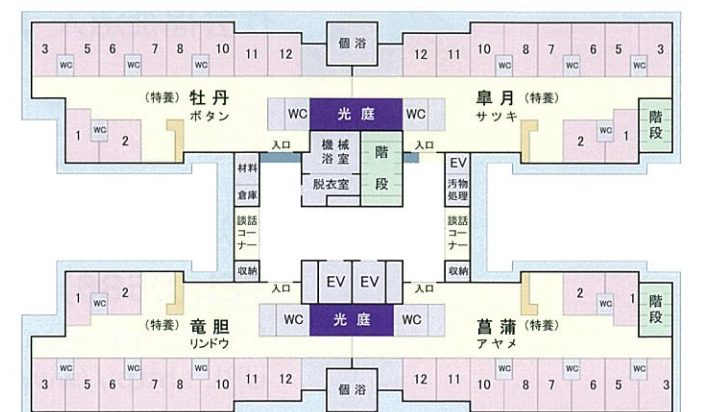 3 5 6 7 8 10 11 12 個浴 12 11 10 8 7 6 5 3
WC WC WC WC WC WC
(特養) 牡丹
ボタン
皐月 (特養)
サツキ
WC 光庭 WC
1 WC 2
2 WC 1
階段
入口
機械浴室
階段
入口
脱衣室
材料
倉庫
EV
汚物
処理
談話
コー
ナー
談話
コー
ナー
収納
EV EV
収納
入口
入口
1 WC 2
2 WC 1
階段
WC 光庭 WC
(特養) 竜胆
リンドウ
菖蒲 (特養)
アヤメ
WC WC WC WC WC WC
3 5 6 7 8 10 11 12 個浴 12 11 10 8 7 6 5 3